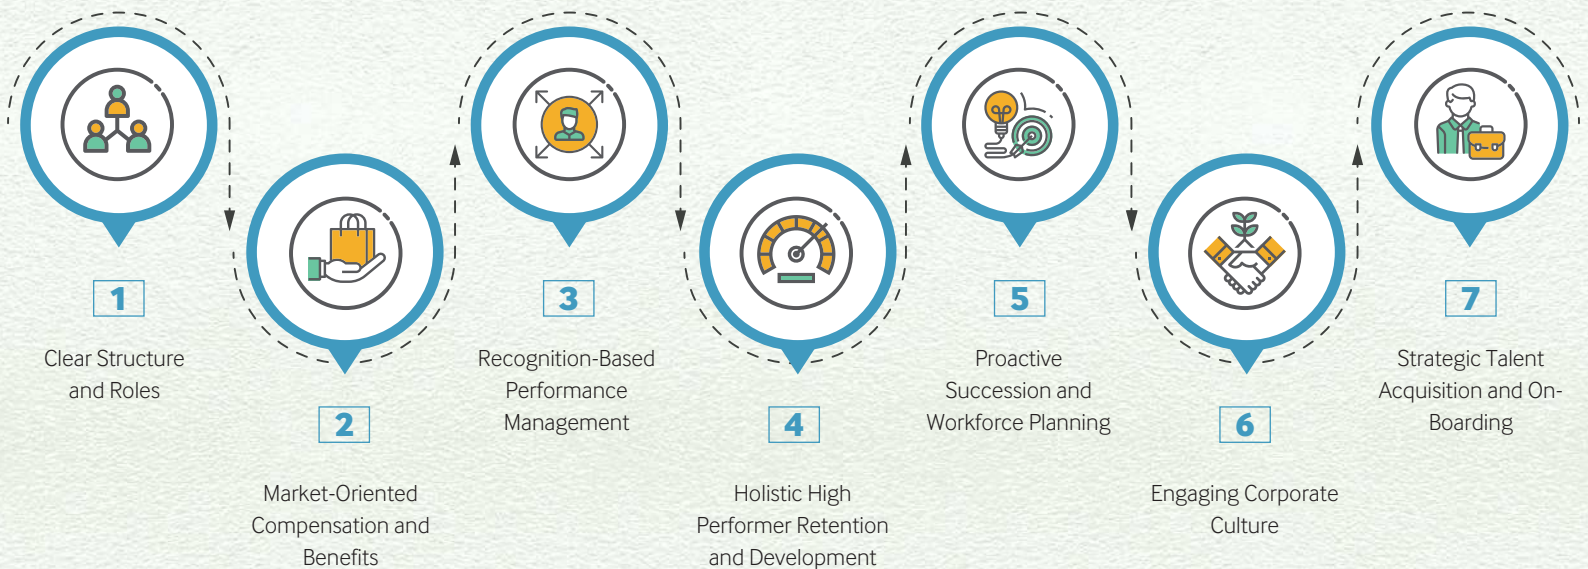 1
Clear Structure
and Roles
2
Market-Oriented
Compensation and
Benefits
3
Recognition-Based
Performance
Management
4
Holistic High
Performer Retention
and Development
5
Proactive
Succession and
Workforce Planning
6
Engaging Corporate
Culture
7
Strategic Talent
Acquisition and On-
Boarding